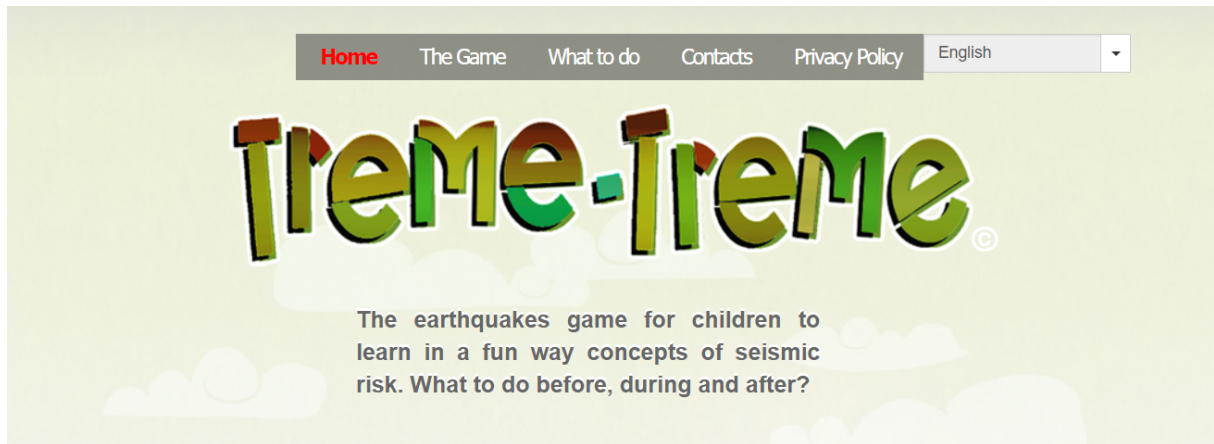 Home The Game What to do Contacts Privacy Policy English
Treme-Treme ©
The earthquakes game for children to
learn in a fun way concepts of seismic
risk. What to do before, during and after?